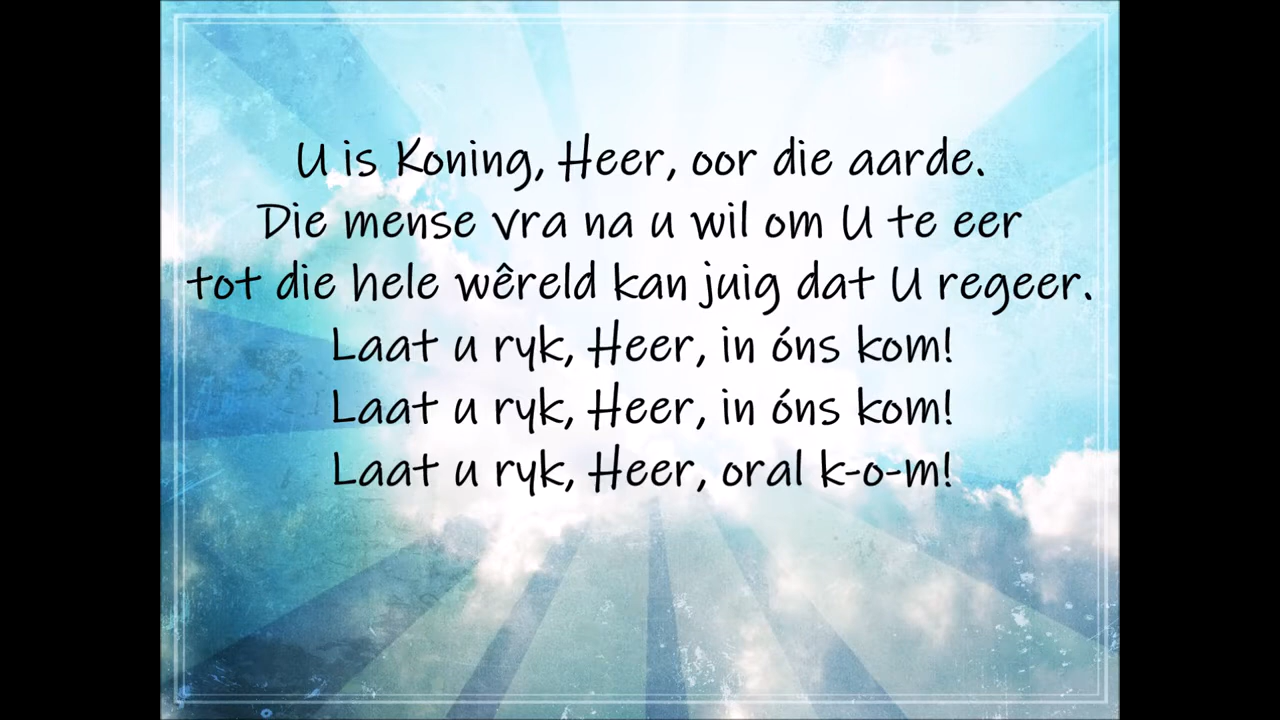 U is Koning, Heer, oor die aarde.
Die mense vra na u wil om U te eer
tot die hele wêreld kan juig dat U regeer.
Laat u ryk, Heer, in óns kom!
Laat u ryk, Heer, in óns kom!
Laat u ryk, Heer, oral k-o-m!